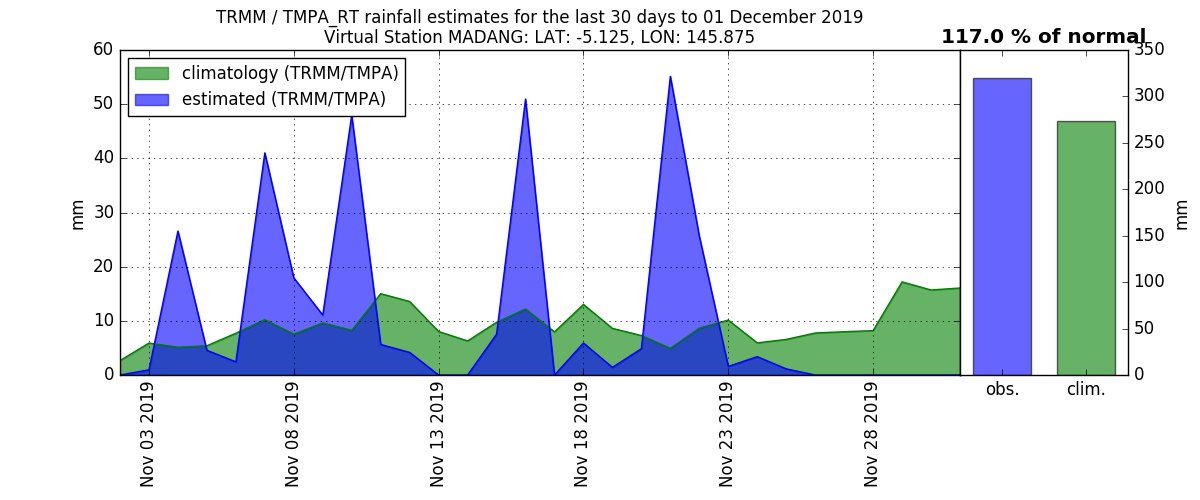 TRMM / TMPA_RT rainfall estimates for the last 30 days to 01 December 2019
Virtual Station MADANG: LAT: -5.125, LON: 145.875
117.0 % of normal
climatology (TRMM/TMPA)
estimated (TRMM/TMPA)
60
50
40
30
20
10
0
mm
Nov 03 2019
Nov 08 2019
Nov 13 2019
Nov 18 2019
Nov 23 2019
Nov 28 2019
obs.
clim.
350
300
250
200
150
100
50
0
mm